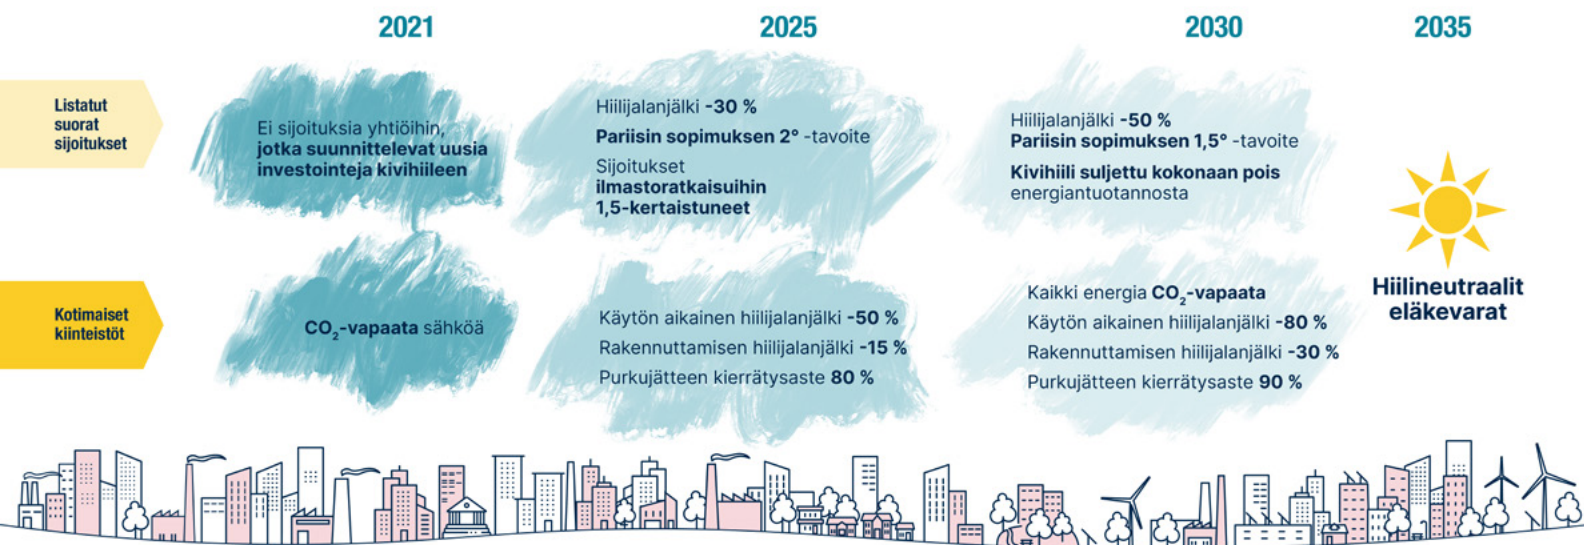 2021
2025
2030
2035
Listatut
suorat
sijoitukset
Ei sijoituksia yhtiöihin,
jotka suunnittelevat uusia
investointeja kivihiileen
Hiilijalanjälki -30 %
Pariisin sopimuksen 2° -tavoite
Sijoitukset
ilmastoratkaisuihin
1,5-kertaistuneet
Hiilijalanjälki -50 %
Pariisin sopimuksen 1,5° -tavoite
Kivihiili suljettu kokonaan pois
energiantuotannosta
Kotimaiset
kiinteistöt
CO₂-vapaata sähköä
Käytön aikainen hiilijalanjälki -50 %
Rakennuttamisen hiilijalanjälki -15 %
Purkujätteen kierrätysaste 80 %
Kaikki energia CO₂-vapaata
Käytön aikainen hiilijalanjälki -80 %
Rakennuttamisen hiilijalanjälki -30 %
Purkujätteen kierrätysaste 90 %
Hiilineutraalit
eläkevarat